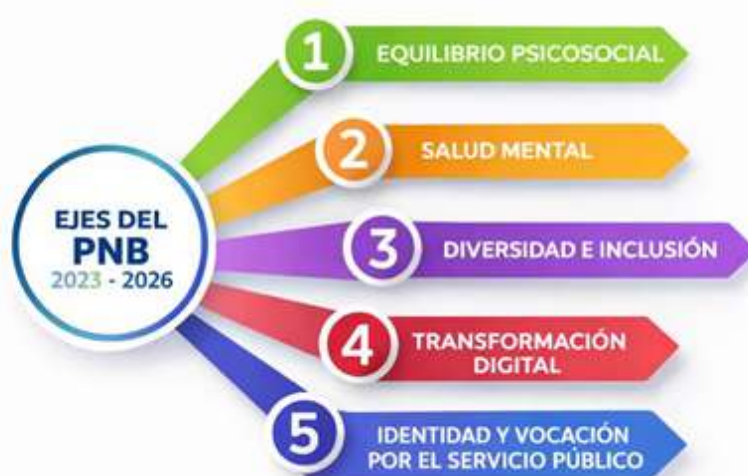 EJES DEL
PNB
2023 - 2026
1
EQUILIBRIO PSICOSOCIAL
2
SALUD MENTAL
3
DIVERSIDAD E INCLUSIÓN
4
TRANSFORMACIÓN
DIGITAL
5
IDENTIDAD Y VOCACIÓN
POR EL SERVICIO PÚBLICO